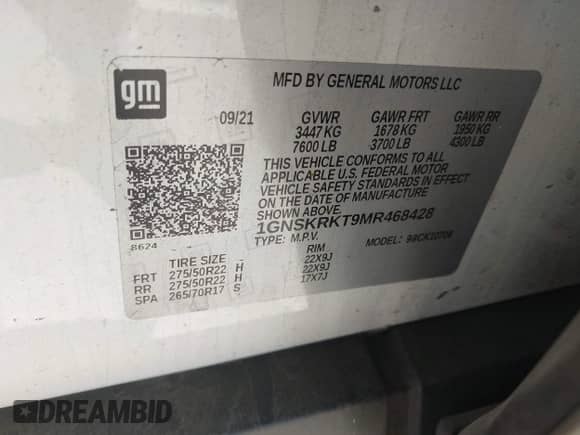 gm
MFD BY GENERAL MOTORS LLC
09/21 GVWR GAWR FRT GAWR RR
3447 KG 1678 KG 1950 KG
7600 LB 3700 LB 4300 LB
THIS VEHICLE CONFORMS TO ALL
APPLICABLE U.S. FEDERAL MOTOR
VEHICLE SAFETY STANDARDS IN EFFECT
ON THE DATE OF MANUFACTURE
SHOWN ABOVE.
1GNSKRKT9MR468428
8624
TYPE: M.P.V. MODEL:
TIRE SIZE RIM
FRT 275/50R22 H 22X9J
RR 275/50R22 H 22X9J
SPA 265/70R17 S 17X7J
DREAMBID